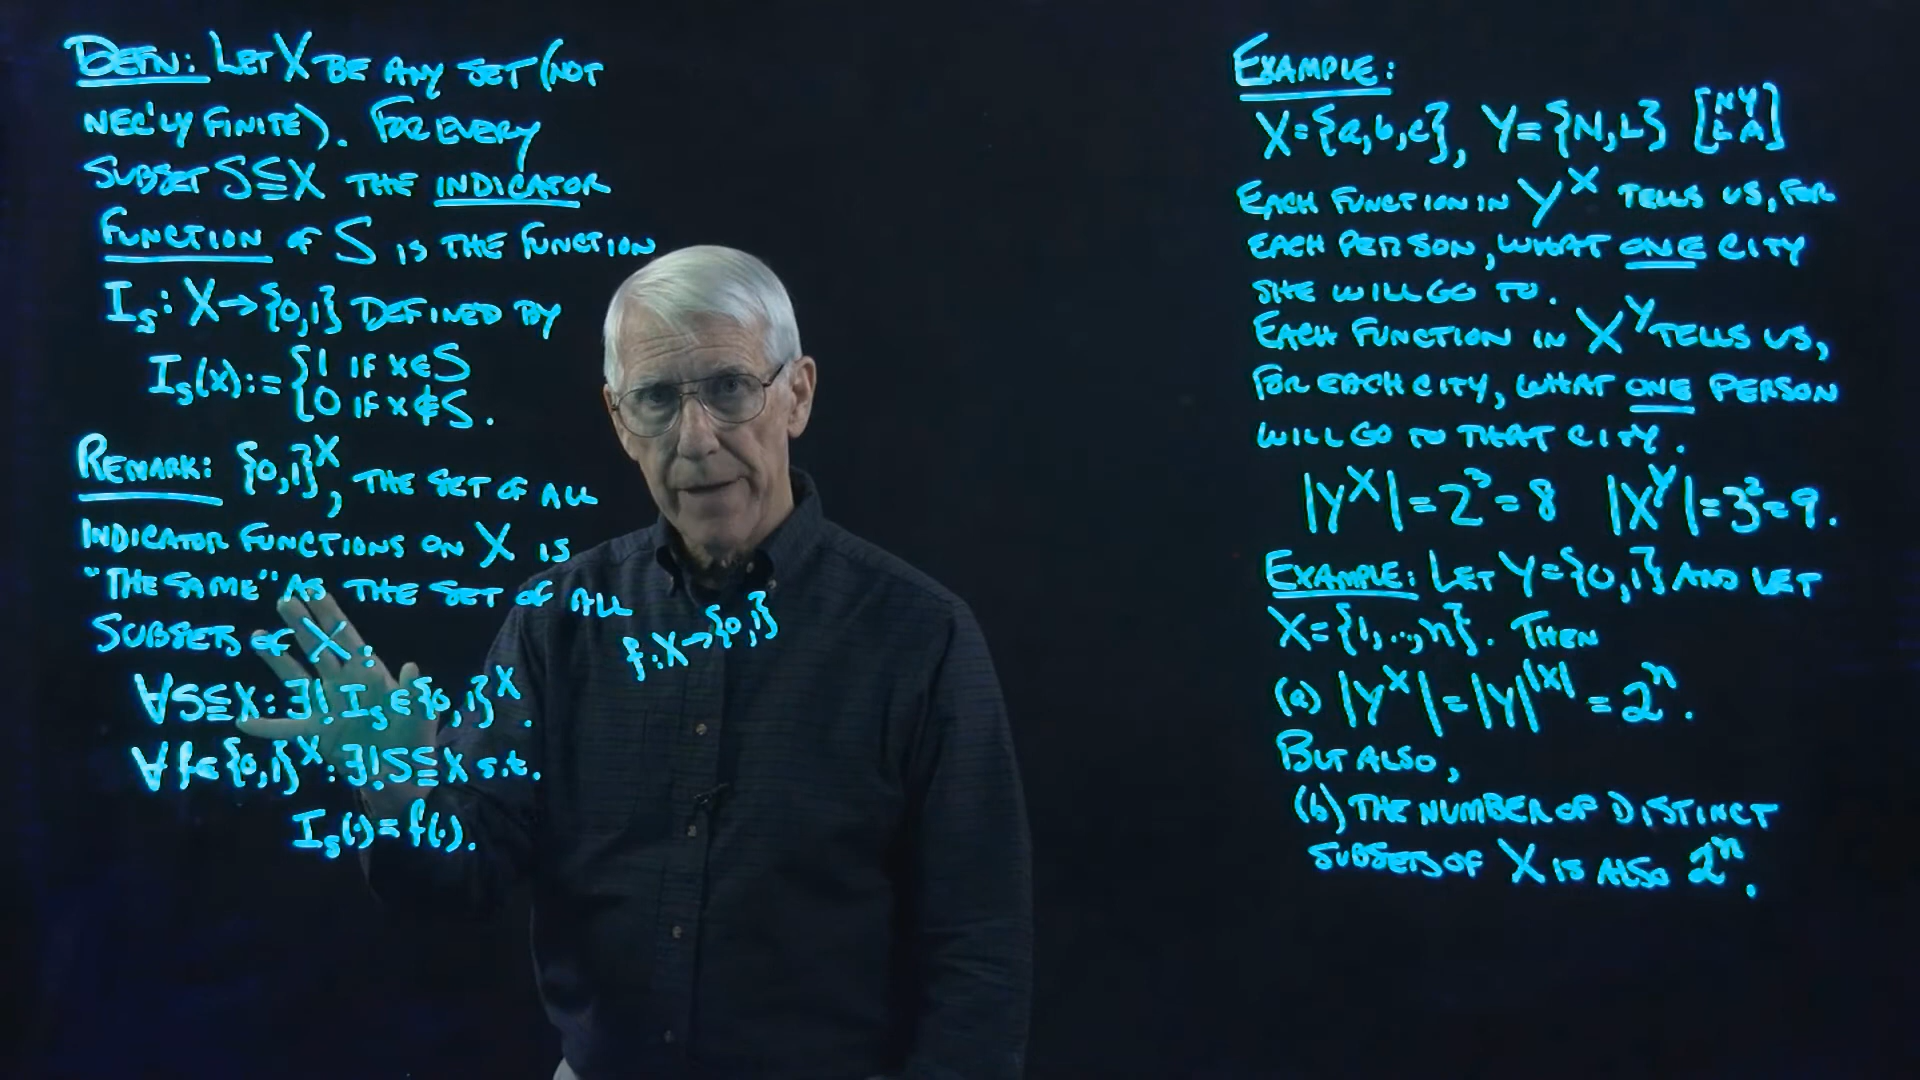 DEFN: LET X BE ANY SET (NOT
NEC'LY FINITE). FOR EVERY
SUBSET S⊆X THE INDICATOR
FUNCTION OF S IS THE FUNCTION
I_S : X→{0,1} DEFINED BY
I_S(x) := { 1 IF x∈S
0 IF x∉S.
REMARK: {0,1}^X, THE SET OF ALL
INDICATOR FUNCTIONS ON X IS
"THE SAME" AS THE SET OF ALL
SUBSETS OF X:
f: X→{0,1}
∀S⊆X: ∃! I_S ∈ {0,1}^X.
∀f∈{0,1}^X: ∃! S⊆X s.t.
I_S(·) = f(·).
EXAMPLE:
X={a,b,c}, Y={N,L} [NY
LA]
EACH FUNCTION IN Y^X TELLS US, FOR
EACH PERSON, WHAT ONE CITY
SHE WILL GO TO.
EACH FUNCTION IN X^Y TELLS US,
FOR EACH CITY, WHAT ONE PERSON
WILL GO TO THAT CITY.
|Y^X|=2^3=8 |X^Y|=3^2=9.
EXAMPLE: LET Y={0,1} AND LET
X={1,..,n}. THEN
(a) |Y^X|=|Y|^|X| = 2^n.
BUT ALSO,
(b) THE NUMBER OF DISTINCT
SUBSETS OF X IS ALSO 2^n.